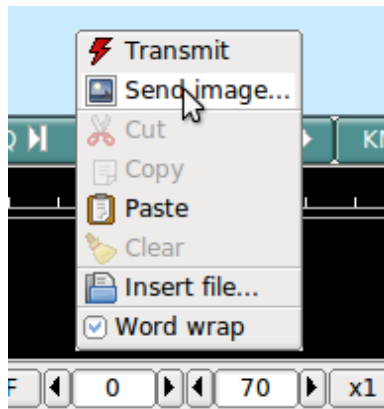 Transmit
Send image...
Cut
Copy
Paste
Clear
Insert file...
Word wrap
F 0 70 x1